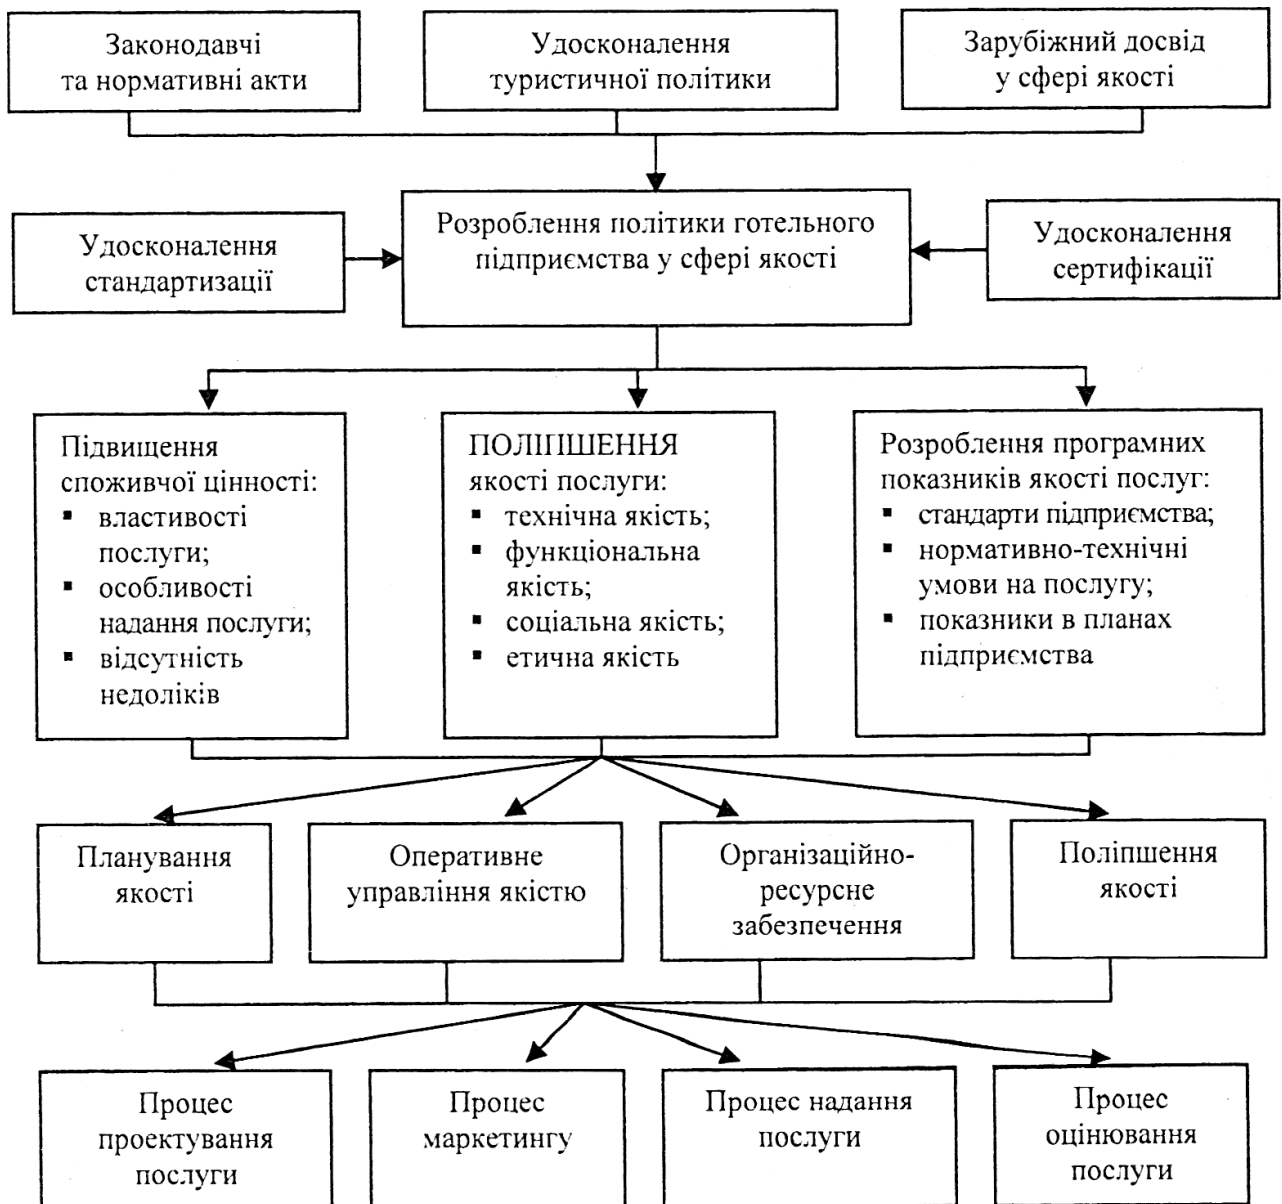 Законодавчі
та нормативні акти
Удосконалення
туристичної політики
Зарубіжний досвід
у сфері якості
Удосконалення
стандартизації
Розроблення політики готельного
підприємства у сфері якості
Удосконалення
сертифікації
Підвищення
споживчої цінності:
▪ властивості
послуги;
▪ особливості
надання послуги;
▪ відсутність
недоліків
ПОЛІПШЕННЯ
якості послуги:
▪ технічна якість;
▪ функціональна
якість;
▪ соціальна якість;
▪ етична якість
Розроблення програмних
показників якості послуг:
▪ стандарти підприємства;
▪ нормативно-технічні
умови на послугу;
▪ показники в планах
підприємства
Планування
якості
Оперативне
управління якістю
Організаційно-
ресурсне
забезпечення
Поліпшення
якості
Процес
проектування
послуги
Процес
маркетингу
Процес надання
послуги
Процес
оцінювання
послуги